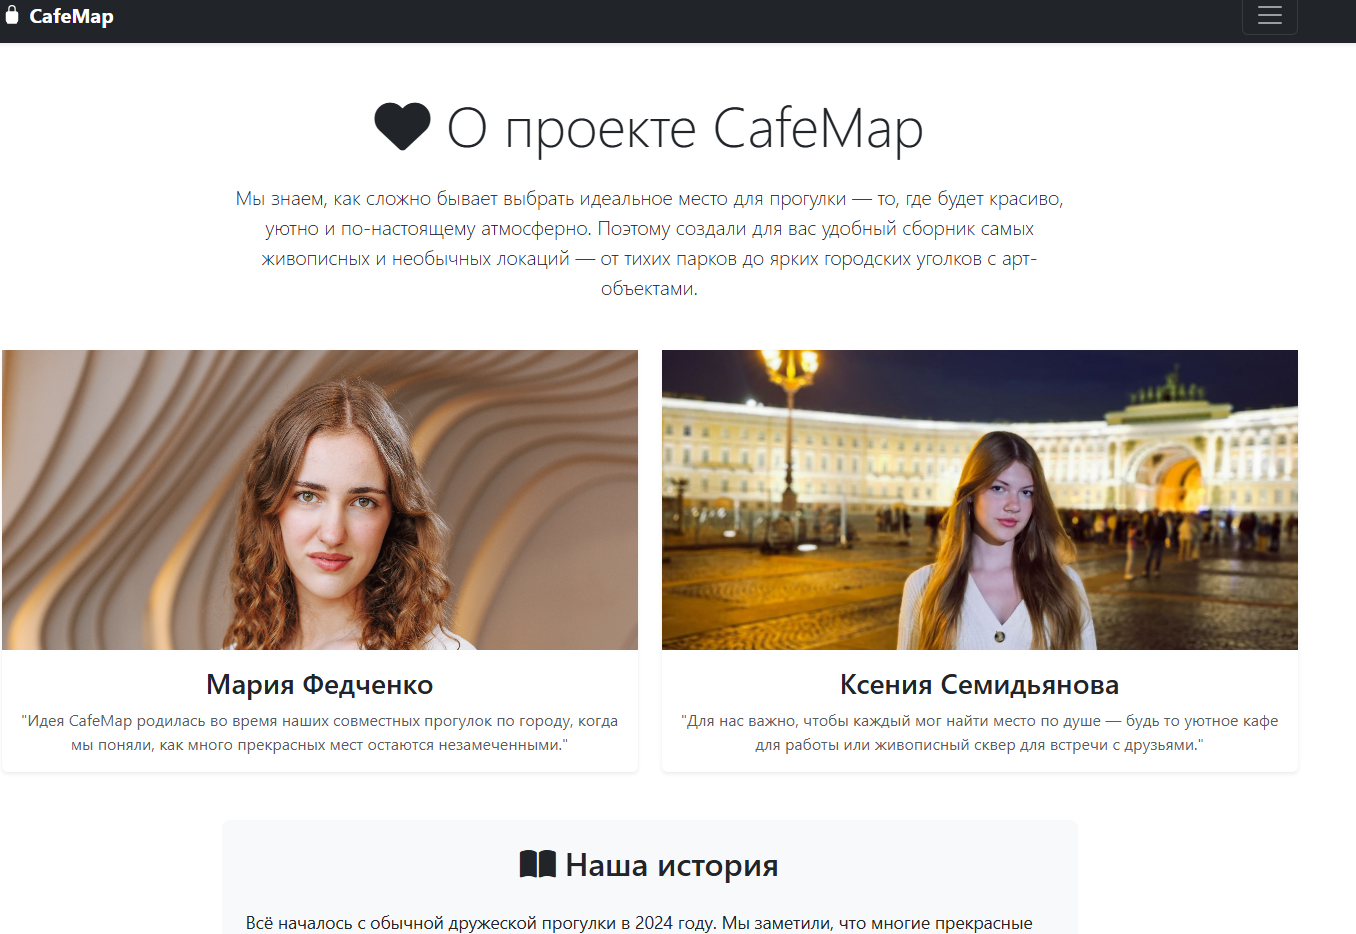 CafeMap
О проекте CafeMap
Мы знаем, как сложно бывает выбрать идеальное место для прогулки — то, где будет красиво,
уютно и по-настоящему атмосферно. Поэтому создали для вас удобный сборник самых
живописных и необычных локаций — от тихих парков до ярких городских уголков с арт-
объектами.
Мария Федченко
"Идея CafeMap родилась во время наших совместных прогулок по городу, когда
мы поняли, как много прекрасных мест остаются незамеченными."
Ксения Семидьянова
"Для нас важно, чтобы каждый мог найти место по душе — будь то уютное кафе
для работы или живописный сквер для встречи с друзьями."
Наша история
Всё началось с обычной дружеской прогулки в 2024 году. Мы заметили, что многие прекрасные